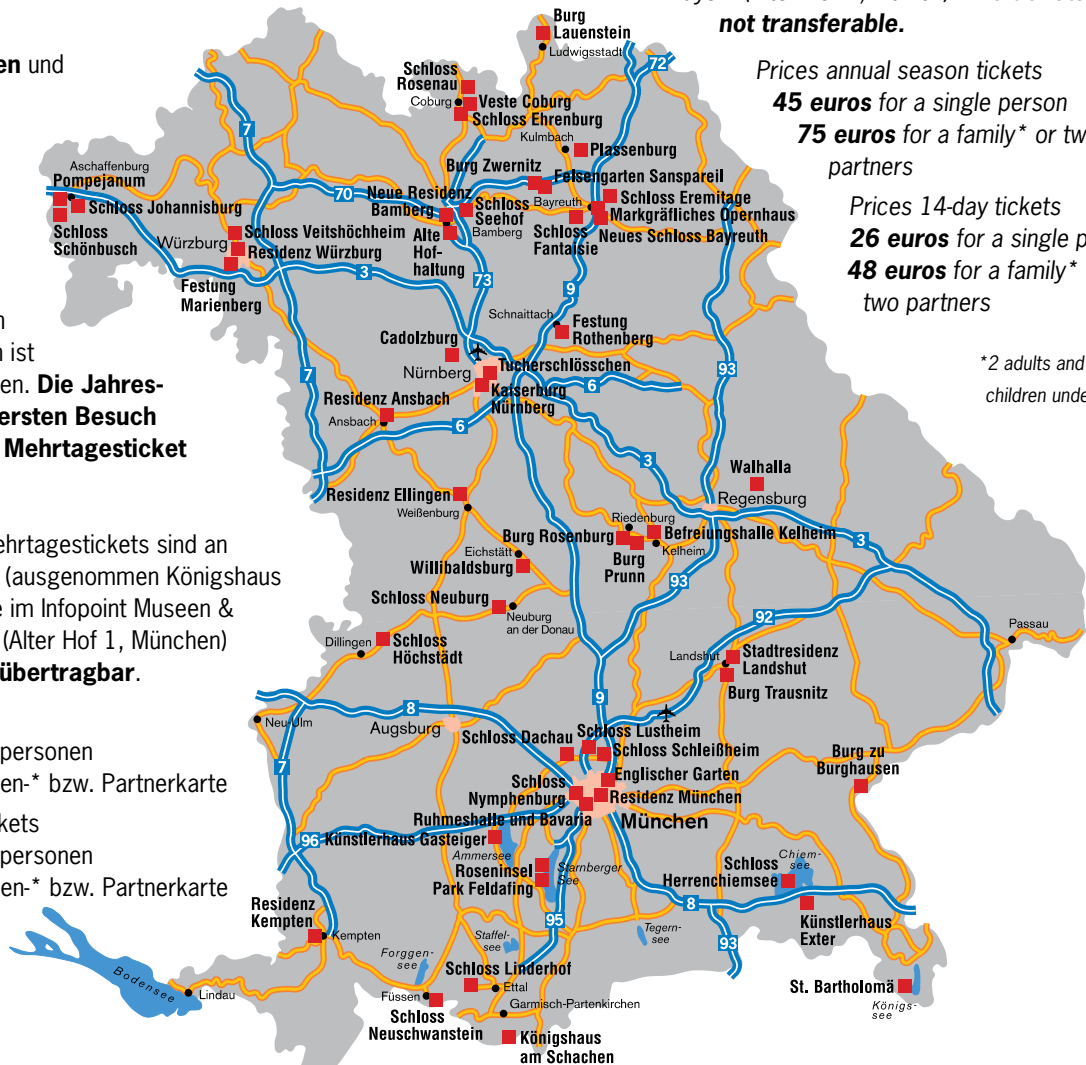 en und
n
n ist
en. Die Jahres-
ersten Besuch
Mehrtagesticket
ehrtagestickets sind an
(ausgenommen Königshaus
e im Infopoint Museen &
(Alter Hof 1, München)
übertragbar.
personen
en-* bzw. Partnerkarte
kets
personen
en-* bzw. Partnerkarte
not transferable.
Prices annual season tickets
45 euros for a single person
75 euros for a family* or tw
partners
Prices 14-day tickets
26 euros for a single p
48 euros for a family*
two partners
*2 adults and
children unde
Burg
Lauenstein
Ludwigsstadt
72
Schloss
Rosenau
Coburg
Veste Coburg
Schloss Ehrenburg
7
Kulmbach
Plassenburg
Aschaffenburg
Pompejanum
Schloss Johannisburg
Schloss
Schönbusch
70
Burg Zwernitz
Felsengarten Sanspareil
Neue Residenz
Bamberg
Schloss
Seehof
Bamberg
Alte
Hof-
haltung
Bayreuth
Schloss Eremitage
Markgräfliches Opernhaus
Neues Schloss Bayreuth
Schloss
Fantaisie
Schloss Veitshöchheim
Würzburg
Residenz Würzburg
Festung
Marienberg
3
73
9
Schnaittach
Festung
Rothenberg
Cadolzburg
Nürnberg
Tucherschlösschen
Kaiserburg
Nürnberg
6
93
7
Residenz Ansbach
Ansbach
6
3
Walhalla
Regensburg
Residenz Ellingen
Weißenburg
Riedenburg
Burg Rosenburg
Befreiungshalle Kelheim
Kelheim
Burg
Prunn
3
Eichstätt
Willibaldsburg
93
Schloss Neuburg
Neuburg
an der Donau
92
Passau
Dillingen
Schloss
Höchstädt
Landshut
Stadtresidenz
Landshut
Burg Trausnitz
9
8
Neu-Ulm
Augsburg
Schloss Lustheim
Schloss Dachau
Schloss Schleißheim
Burg zu
Burghausen
7
Englischer Garten
Schloss
Nymphenburg
Residenz München
Ruhmeshalle und Bavaria
München
96
Künstlerhaus Gasteiger
Ammersee
Roseninsel
Park Feldafing
Starnberger
See
Chiem-
see
Schloss
Herrenchiemsee
8
Künstlerhaus
Exter
Residenz
Kempten
Kempten
95
Tegern-
see
93
Staffel-
see
Forggen-
see
Schloss Linderhof
Ettal
St. Bartholomä
Königs-
see
Bodensee
Lindau
Füssen
Garmisch-Partenkirchen
Schloss
Neuschwanstein
Königshaus
am Schachen